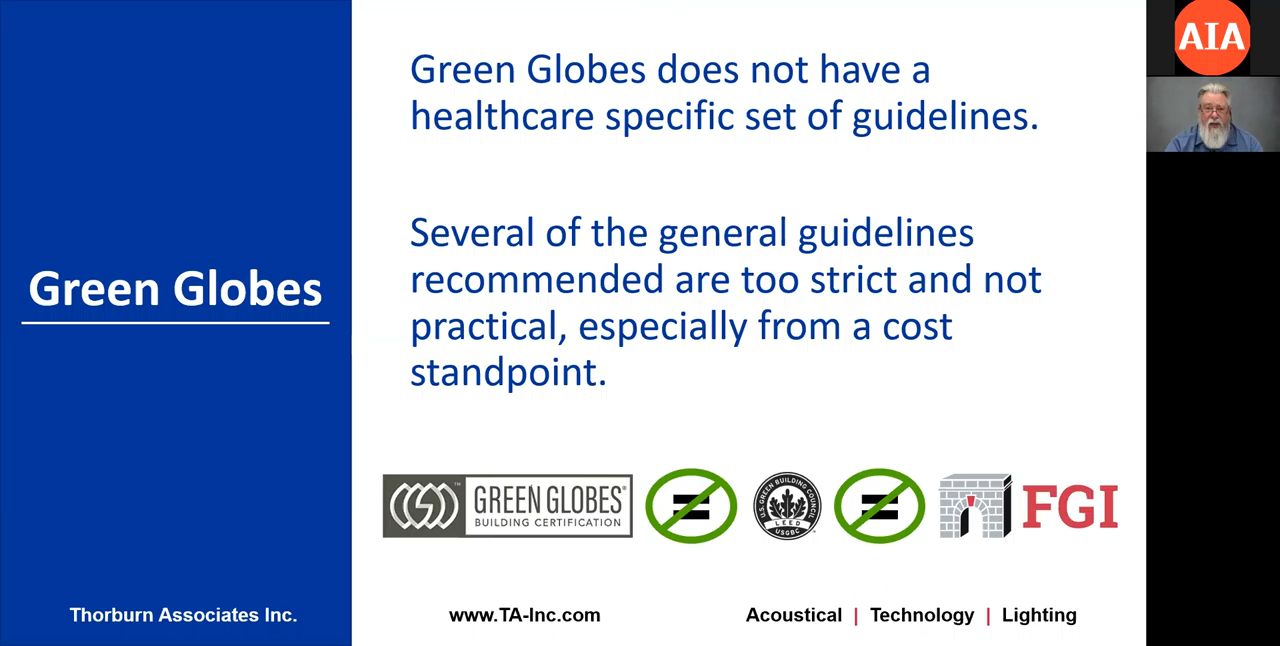 Green Globes does not have a
healthcare specific set of guidelines.
Several of the general guidelines
recommended are too strict and not
practical, especially from a cost
standpoint.
Green Globes
GREEN GLOBES®
BUILDING CERTIFICATION
™
=
U.S. GREEN BUILDING COUNCIL
LEED
USGBC
=
FGI
Thorburn Associates Inc.
www.TA-Inc.com
Acoustical | Technology | Lighting
AIA